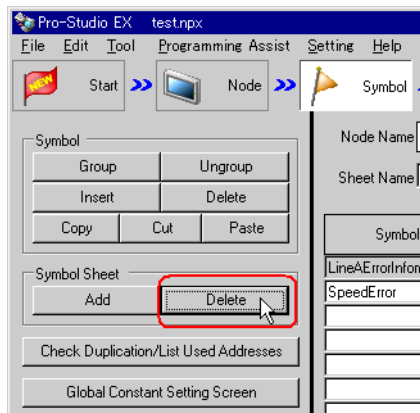 Pro-Studio EX test.npx
File Edit Tool Programming Assist Setting Help
NEW Start Node Symbol
Symbol
Group Ungroup
Insert Delete
Copy Cut Paste
Symbol Sheet
Add Delete
Check Duplication/List Used Addresses
Global Constant Setting Screen
Node Name
Sheet Name
Symbol
LineAErrorInfor
SpeedError